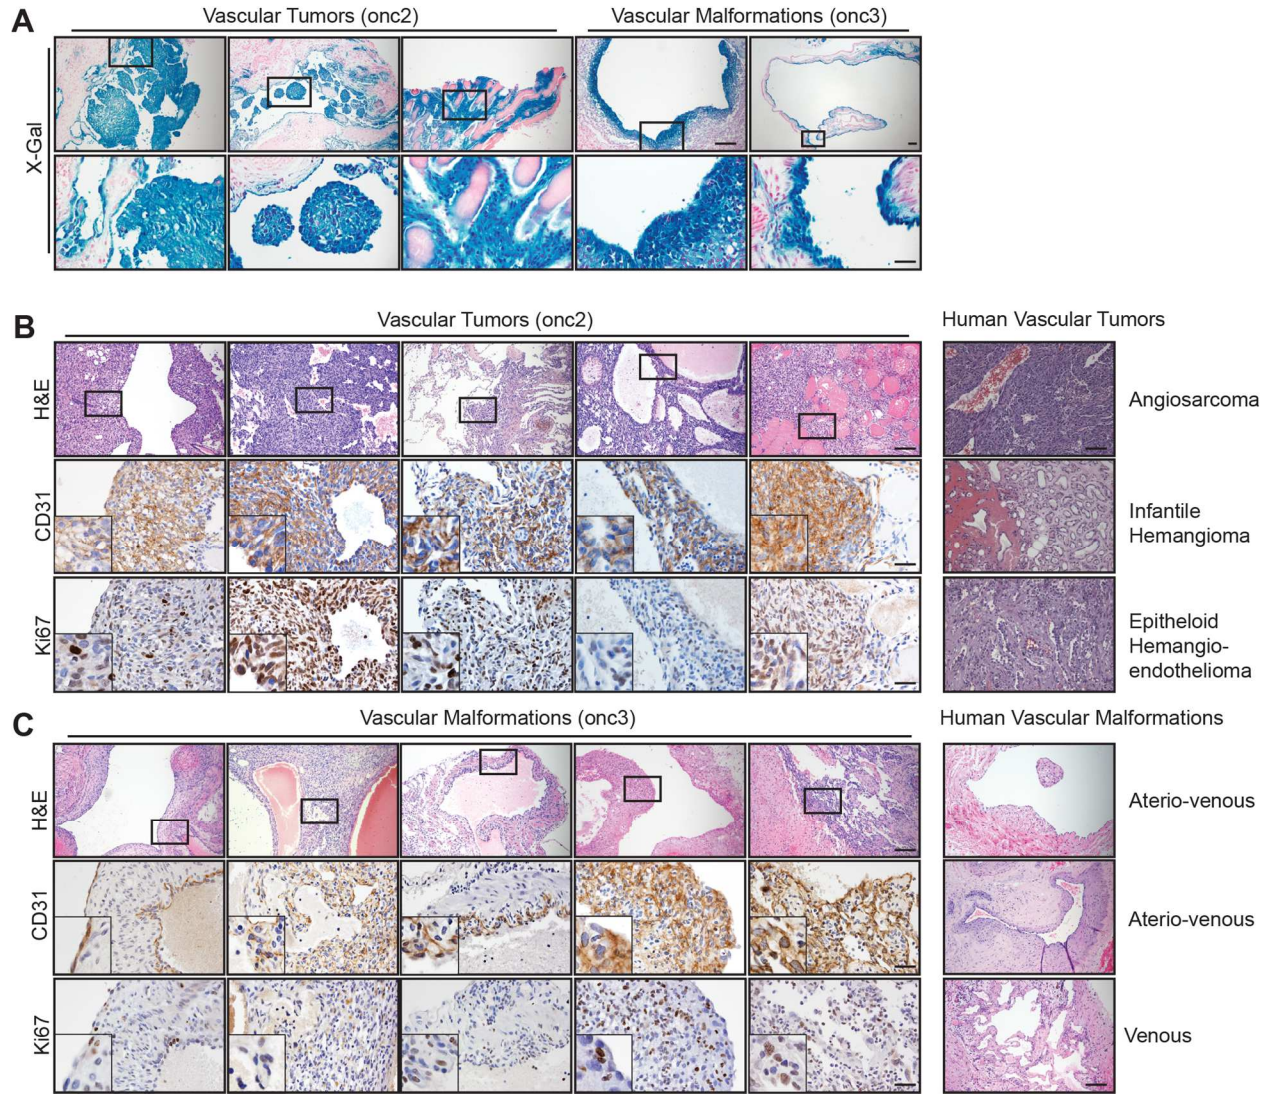 A
Vascular Tumors (onc2)
Vascular Malformations (onc3)
X-Gal
B
Vascular Tumors (onc2)
Human Vascular Tumors
H&E
Angiosarcoma
CD31
Infantile
Hemangioma
Ki67
Epitheloid
Hemangio-
endothelioma
C
Vascular Malformations (onc3)
Human Vascular Malformations
H&E
Aterio-venous
CD31
Aterio-venous
Ki67
Venous